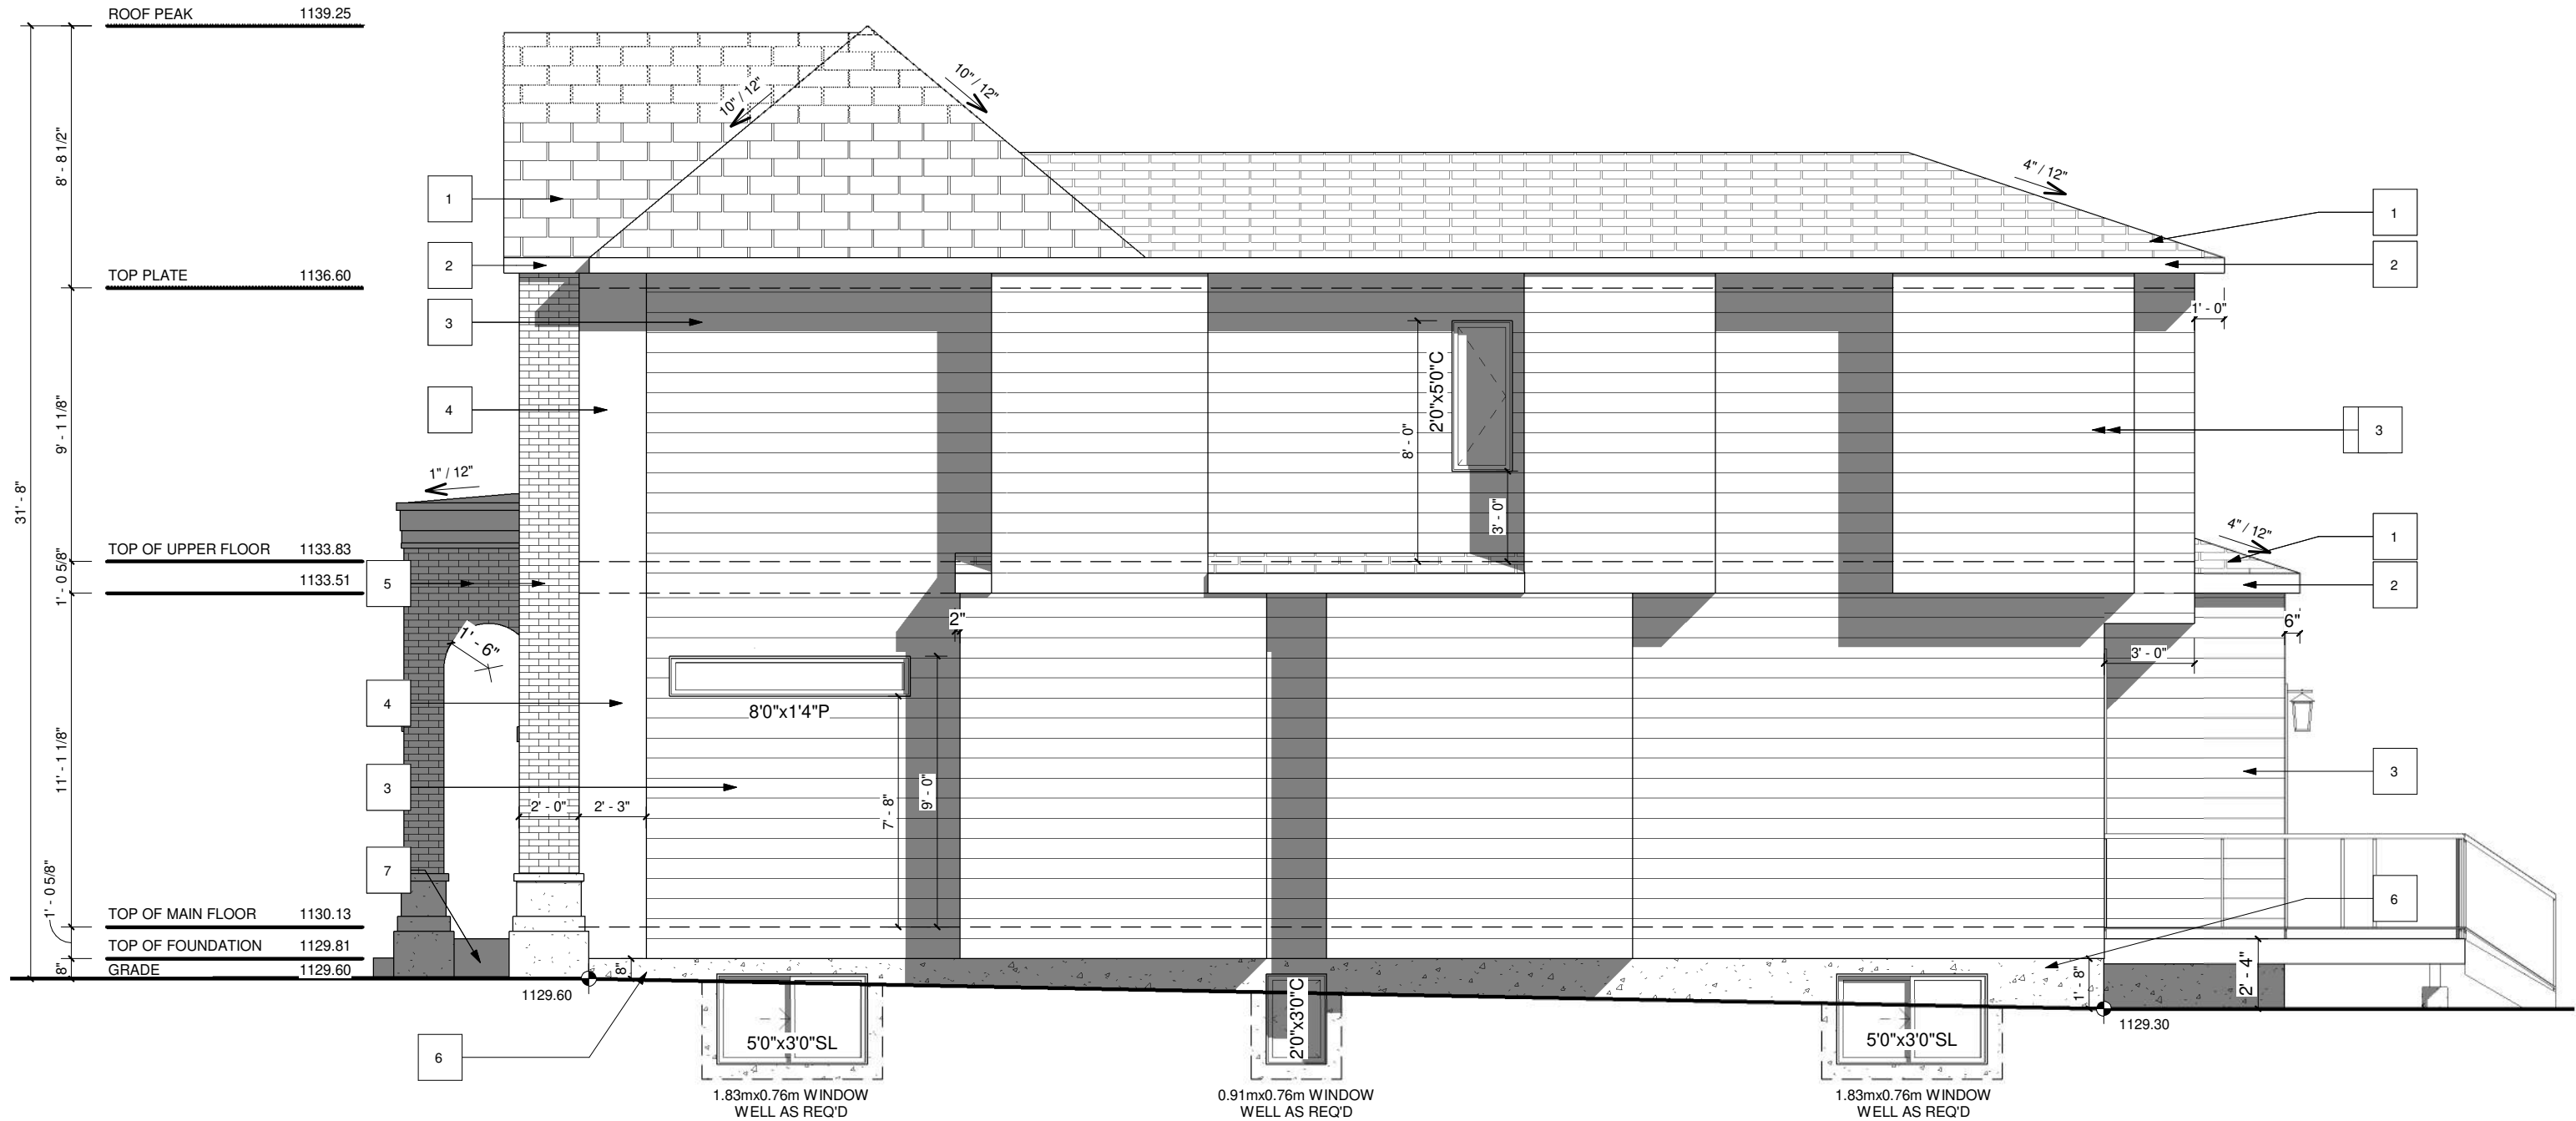 ROOF PEAK 1139.25
10" / 12"
10" / 12"
8' - 8 1/2"
4" / 12"
1
1
2
2
TOP PLATE 1136.60
3
1' - 0"
2'0"x5'0"C
4
3
9' - 1 1/8"
8' - 0"
1" / 12"
31' - 8"
3' - 0"
4" / 12"
1
TOP OF UPPER FLOOR 1133.83
1' - 0 5/8"
5
2
1133.51
2"
6"
1' - 6"
3' - 0"
4
8'0"x1'4"P
11' - 1 1/8"
3
3
9' - 0"
7' - 8"
2' - 0"
2' - 3"
7
1' - 0 5/8"
6
TOP OF MAIN FLOOR 1130.13
TOP OF FOUNDATION 1129.81
8"
GRADE 1129.60
8"
1' - 8"
2' - 4"
1129.60
2'0"x3'0"C
1129.30
5'0"x3'0"SL
5'0"x3'0"SL
6
1.83mx0.76m WINDOW
WELL AS REQ'D
0.91mx0.76m WINDOW
WELL AS REQ'D
1.83mx0.76m WINDOW
WELL AS REQ'D